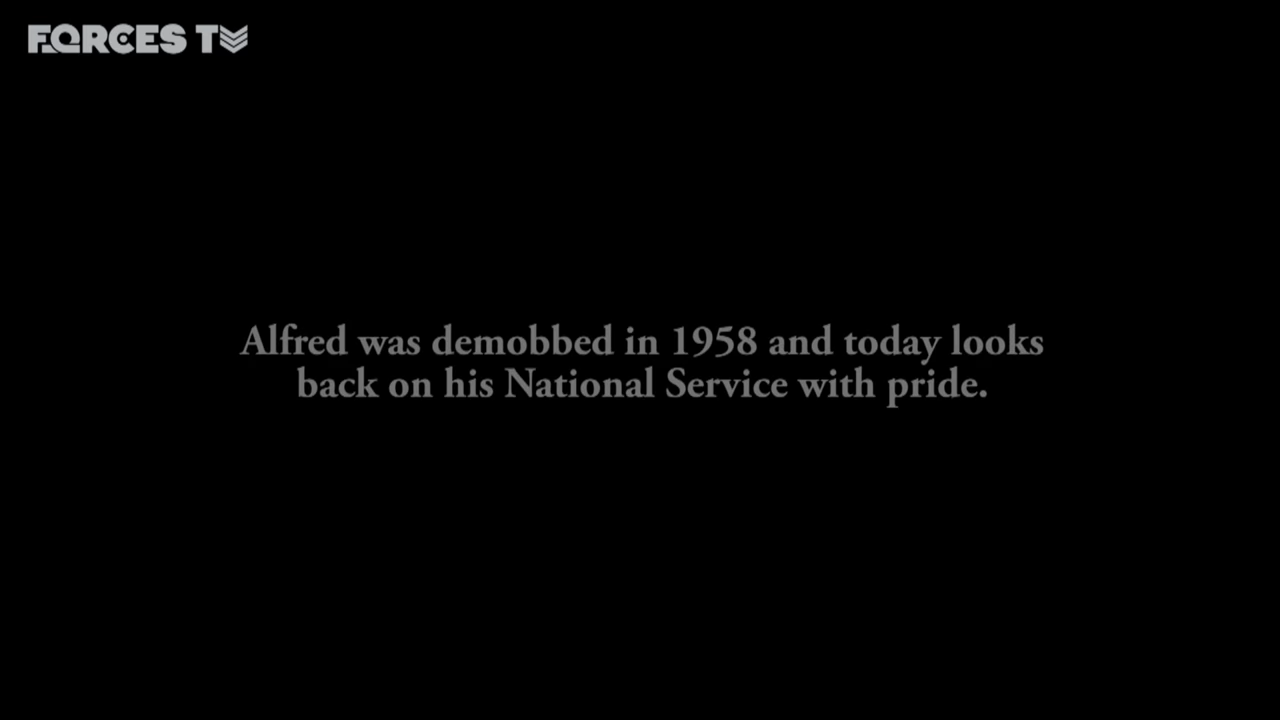 FORCES TV
Alfred was demobbed in 1958 and today looks
back on his National Service with pride.